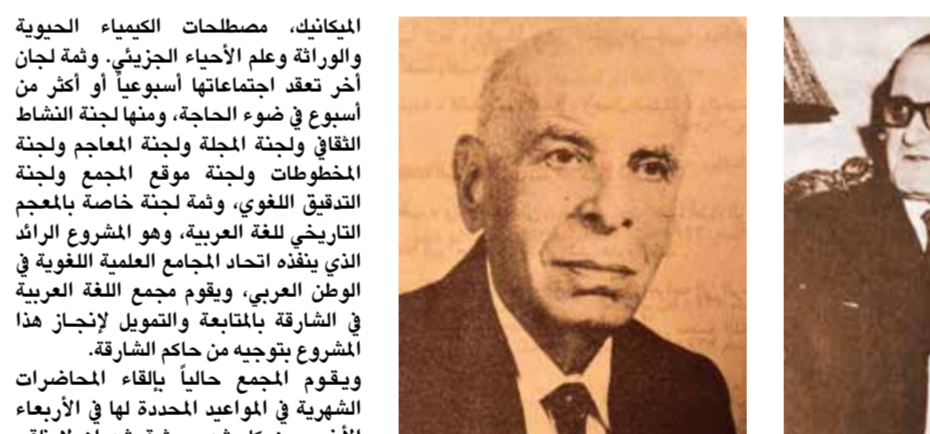 الميكانيك، مصطلحات الكيمياء الحيوية
والوراثة وعلم الأحياء الجزيئي. وثمة لجان
أخر تعقد اجتماعاتها أسبوعياً أو أكثر من
أسبوع في ضوء الحاجة، ومنها لجنة النشاط
الثقافي ولجنة المجلة ولجنة المعاجم ولجنة
المخطوطات ولجنة موقع المجمع ولجنة
التدقيق اللغوي، وثمة لجنة خاصة بالمعجم
التاريخي للغة العربية، وهو المشروع الرائد
الذي ينفذه اتحاد المجامع العلمية اللغوية في
الوطن العربي، ويقوم مجمع اللغة العربية
في الشارقة بالمتابعة والتمويل لإنجاز هذا
المشروع بتوجيه من حاكم الشارقة.
ويقوم المجمع حالياً بإلقاء المحاضرات
الشهرية في المواعيد المحددة لها في الأربعاء